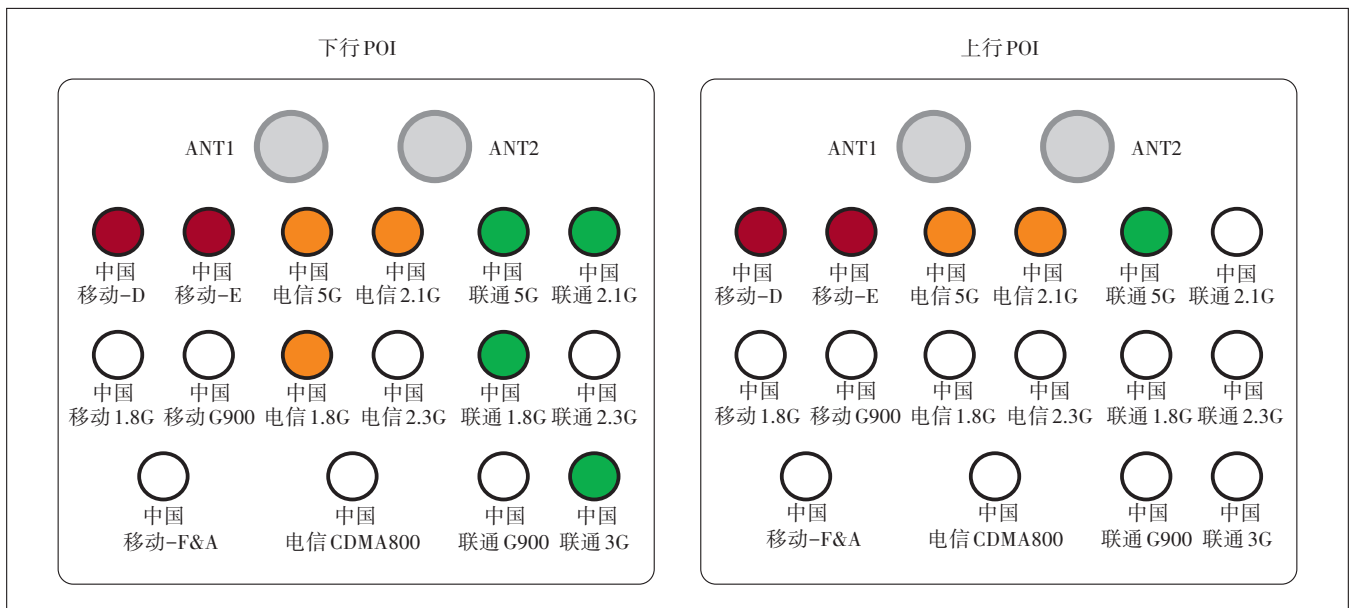 下行POI
ANT1
ANT2
中国
移动-D
中国
移动-E
中国
电信5G
中国
电信2.1G
中国
联通5G
中国
联通2.1G
中国
移动1.8G
中国
移动G900
中国
电信1.8G
中国
电信2.3G
中国
联通1.8G
中国
联通2.3G
中国
移动-F&A
中国
电信CDMA800
中国
联通G900
中国
联通3G
上行POI
ANT1
ANT2
中国
移动-D
中国
移动-E
中国
电信5G
中国
电信2.1G
中国
联通5G
中国
联通2.1G
中国
移动1.8G
中国
移动G900
中国
电信1.8G
中国
电信2.3G
中国
联通1.8G
中国
联通2.3G
中国
移动-F&A
中国
电信CDMA800
中国
联通G900
中国
联通3G